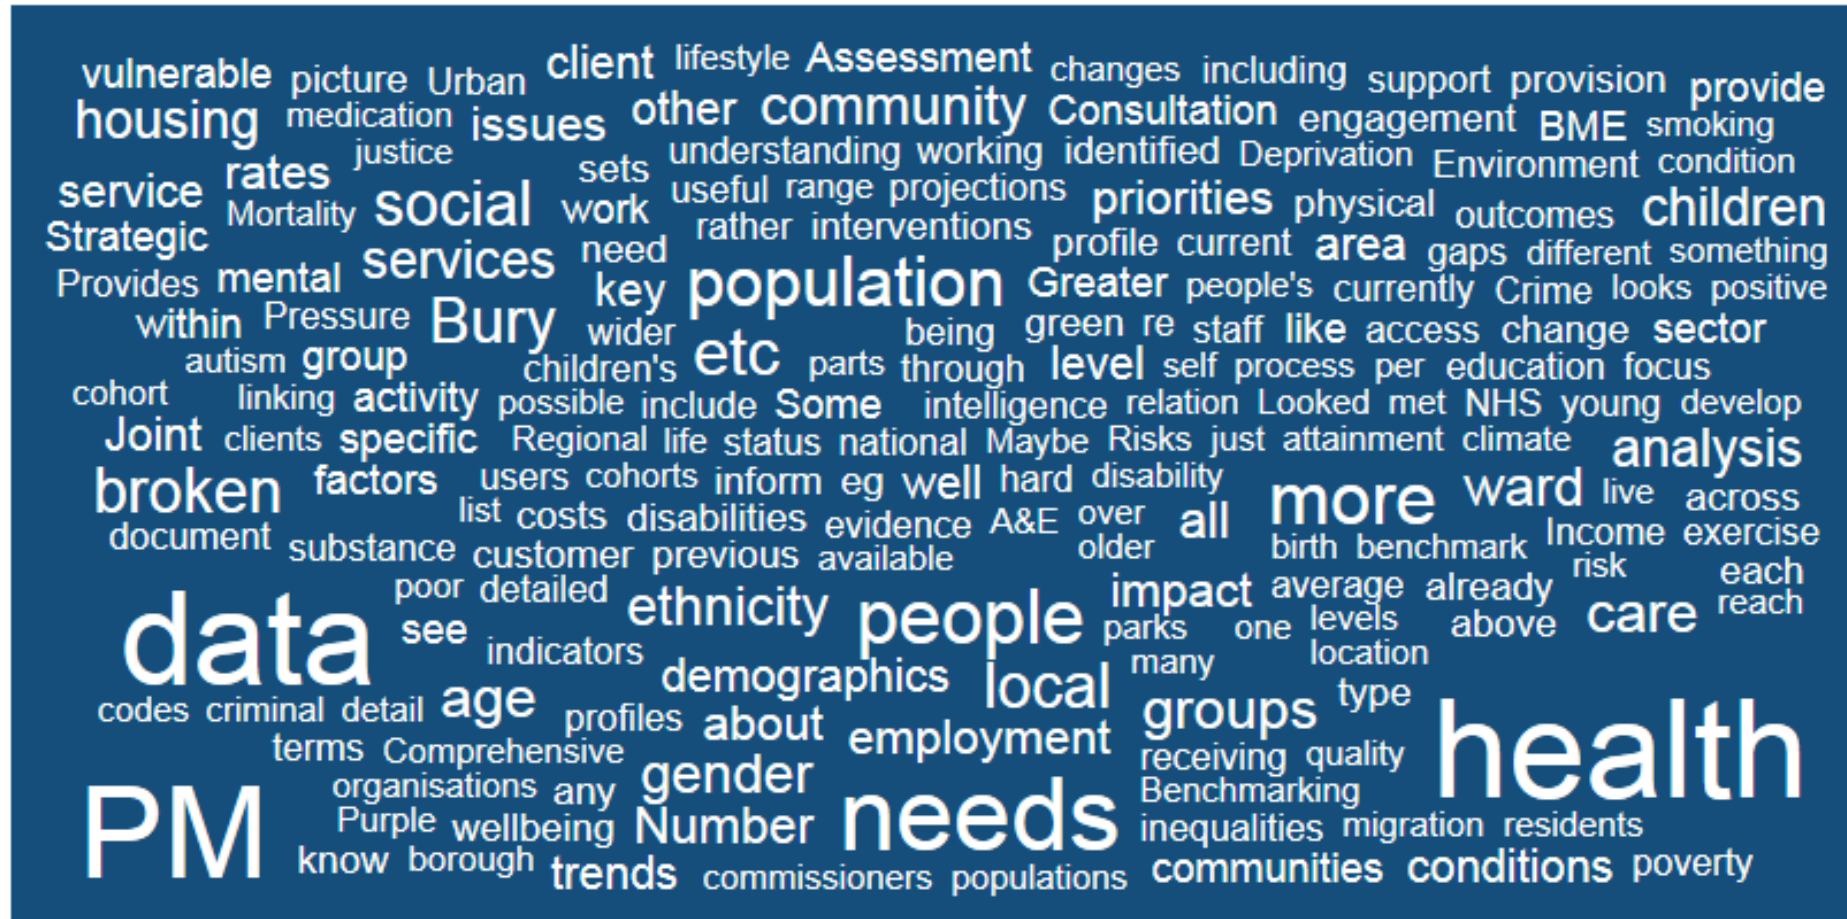 vulnerable picture Urban client lifestyle Assessment changes including support provision provide
housing medication issues other community Consultation engagement BME smoking
justice sets understanding working identified Deprivation Environment condition
service rates social work useful range projections priorities physical outcomes children
Strategic Mortality need rather interventions profile current area gaps different something
Provides mental services key population Greater people's currently Crime looks positive
within Pressure Bury wider being green re staff like access change sector
autism group children's etc parts through level self process per education focus
cohort linking activity possible include Some intelligence relation Looked met NHS young develop
Joint clients specific Regional life status national Maybe Risks just attainment climate analysis
broken factors users cohorts inform eg well hard disability more ward live across
document list costs disabilities evidence A&E over all Income exercise
substance customer previous available older birth benchmark
poor detailed ethnicity people impact average already risk each
data see indicators parks one levels above care reach
demographics local many location
codes criminal detail age profiles about employment groups type health
terms Comprehensive gender receiving quality
PM organisations any needs Benchmarking
Purple wellbeing Number inequalities migration residents
know borough trends commissioners populations communities conditions poverty